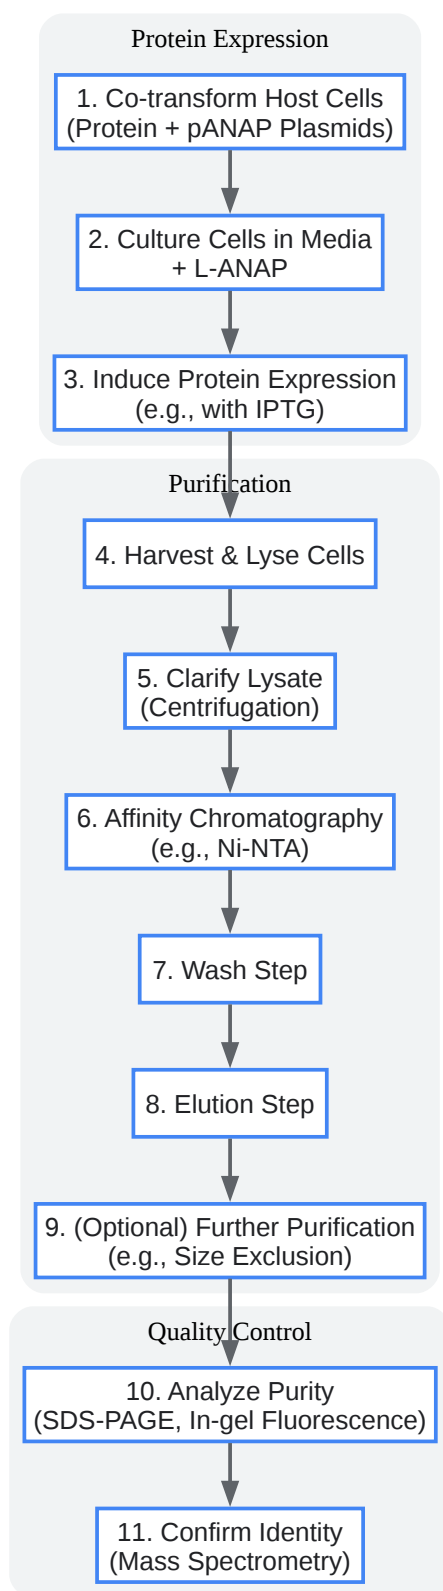 Protein Expression
1. Co-transform Host Cells
(Protein + pANAP Plasmids)
2. Culture Cells in Media
+ L-ANAP
3. Induce Protein Expression
(e.g., with IPTG)
Purification
4. Harvest & Lyse Cells
5. Clarify Lysate
(Centrifugation)
6. Affinity Chromatography
(e.g., Ni-NTA)
7. Wash Step
8. Elution Step
9. (Optional) Further Purification
(e.g., Size Exclusion)
Quality Control
10. Analyze Purity
(SDS-PAGE, In-gel Fluorescence)
11. Confirm Identity
(Mass Spectrometry)